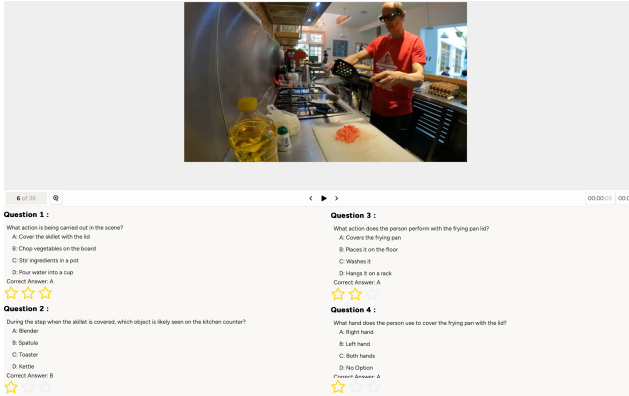 6 of 36
00:00:05
00:0
Question 1 :
What action is being carried out in the scene?
A: Cover the skillet with the lid
B: Chop vegetables on the board
C: Stir ingredients in a pot
D: Pour water into a cup
Correct Answer: A
Question 2 :
During the step when the skillet is covered, which object is likely seen on the kitchen counter?
A: Blender
B: Spatula
C: Toaster
D: Kettle
Correct Answer: B
Question 3 :
What action does the person perform with the frying pan lid?
A: Covers the frying pan
B: Places it on the floor
C: Washes it
D: Hangs it on a rack
Correct Answer: A
Question 4 :
What hand does the person use to cover the frying pan with the lid?
A: Right hand
B: Left hand
C: Both hands
D: No Option
Correct Answer: A